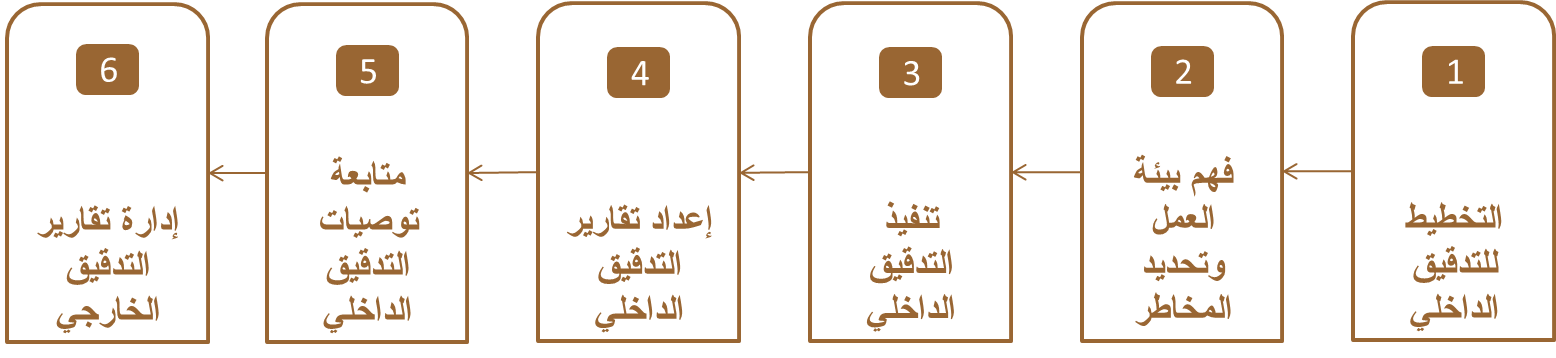 1
التخطيط
للتدقيق
الداخلي
2
فهم بيئة
العمل
وتحديد
المخاطر
3
تنفيذ
التدقيق
الداخلي
4
إعداد تقارير
التدقيق
الداخلي
5
متابعة
توصيات
التدقيق
الداخلي
6
إدارة تقارير
التدقيق
الخارجي